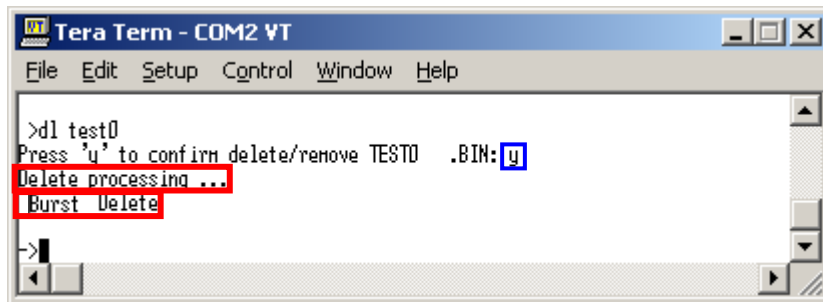 Tera Term - COM2 VT
File Edit Setup Control Window Help
>dl test0
Press 'y' to confirm delete/remove TEST0 .BIN: y
Delete processing ...
Burst Delete
->